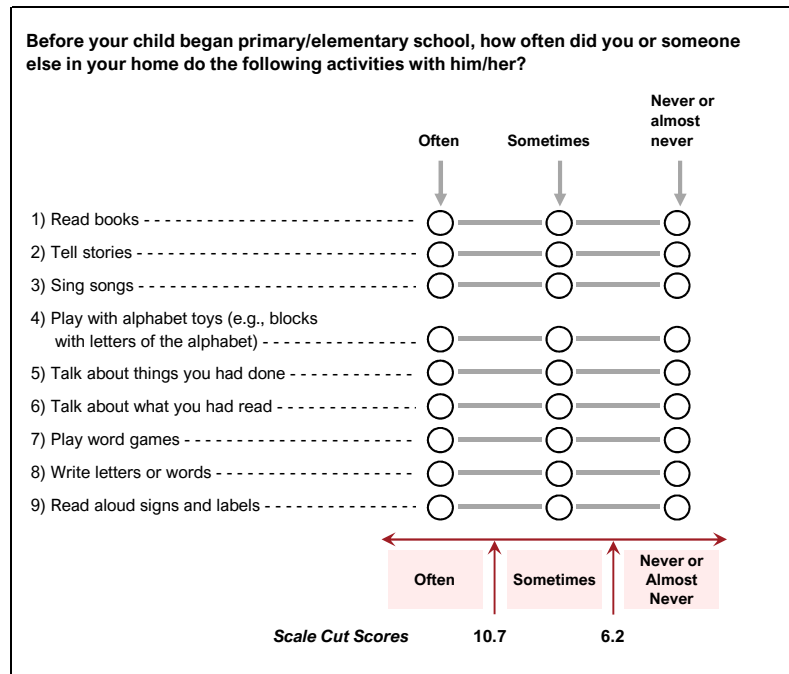 Before your child began primary/elementary school, how often did you or someone
else in your home do the following activities with him/her?
Never or
almost
never
Often Sometimes
1) Read books
2) Tell stories
3) Sing songs
4) Play with alphabet toys (e.g., blocks
with letters of the alphabet)
5) Talk about things you had done
6) Talk about what you had read
7) Play word games
8) Write letters or words
9) Read aloud signs and labels
Often
Sometimes
Never or
Almost
Never
Scale Cut Scores 10.7 6.2